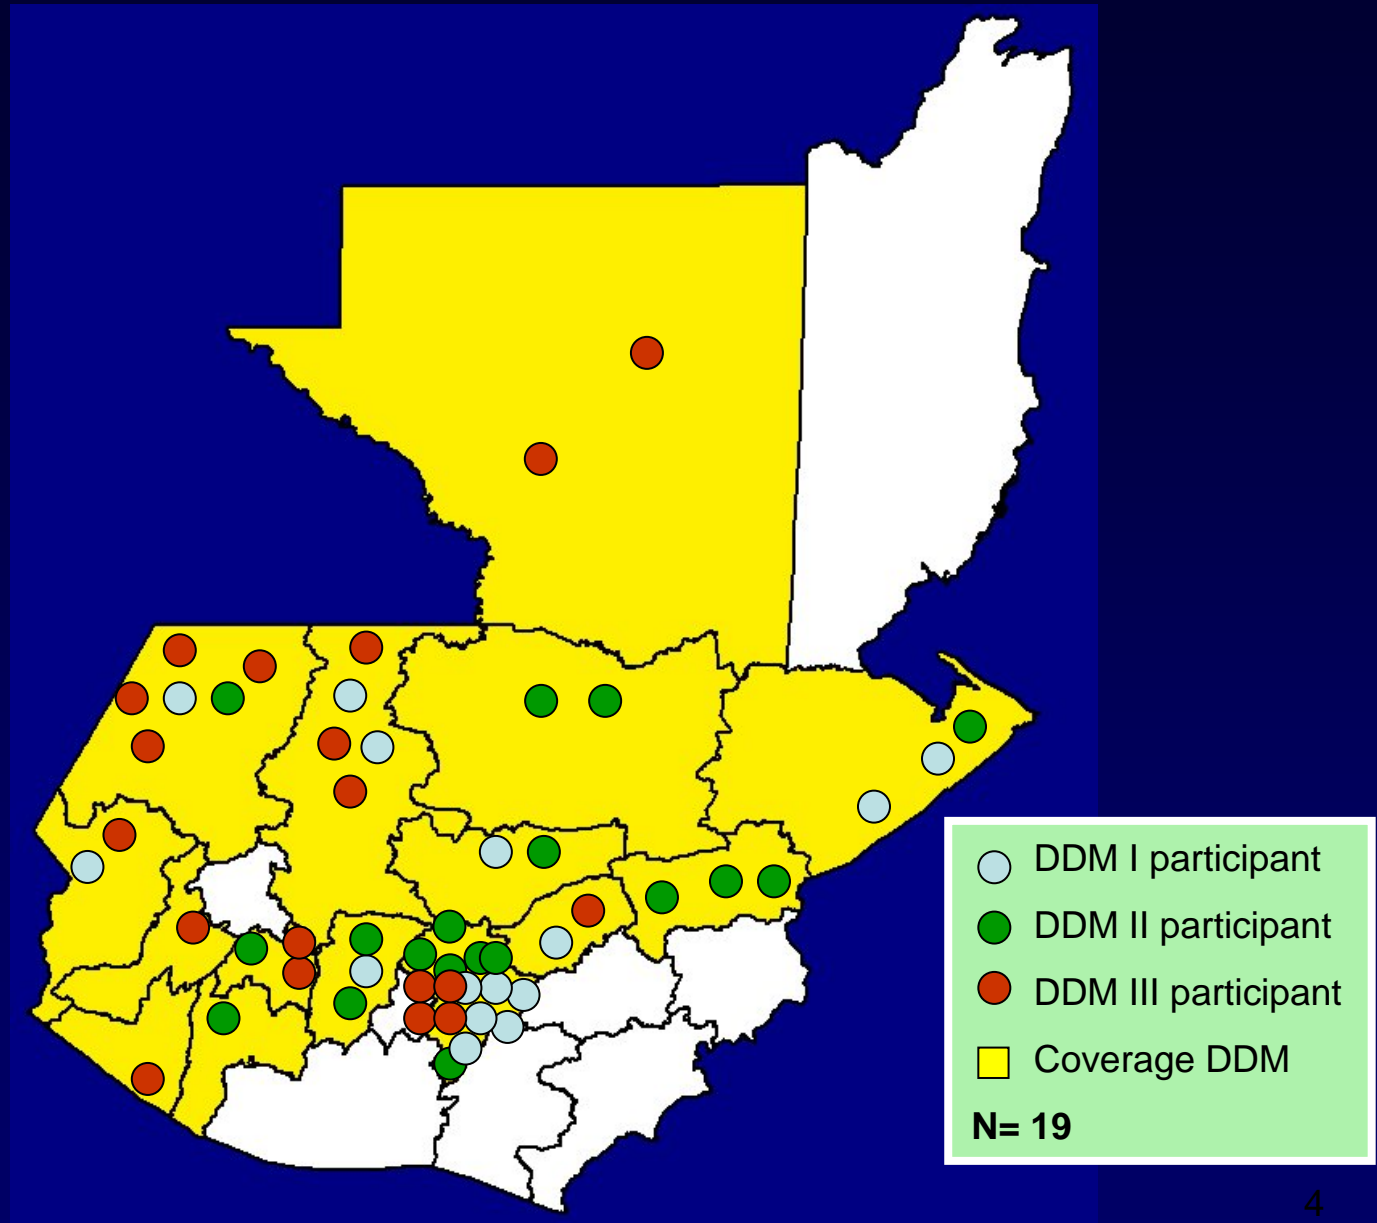 DDM I participant
DDM II participant
DDM III participant
Coverage DDM
N= 19
4